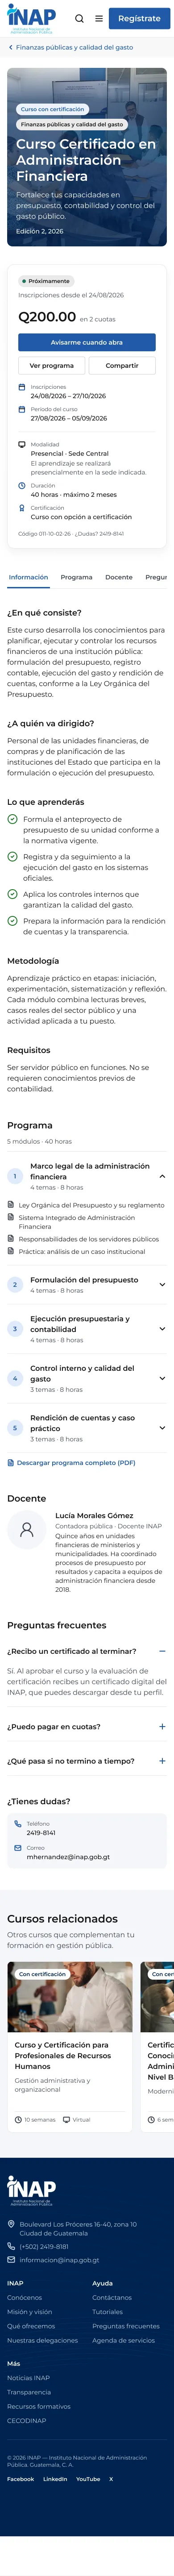 INAP
Instituto Nacional de
Administración Pública
Regístrate
Finanzas públicas y calidad del gasto
Curso con certificación
Finanzas públicas y calidad del gasto
Curso Certificado en
Administración
Financiera
Fortalece tus capacidades en
presupuesto, contabilidad y control del
gasto público.
Edición 2, 2026
Próximamente
Inscripciones desde el 24/08/2026
Q200.00 en 2 cuotas
Avisarme cuando abra
Ver programa
Compartir
Inscripciones
24/08/2026 – 27/10/2026
Período del curso
27/08/2026 – 05/09/2026
Modalidad
Presencial · Sede Central
El aprendizaje se realizará
presencialmente en la sede indicada.
Duración
40 horas · máximo 2 meses
Certificación
Curso con opción a certificación
Código 011-10-02-26 · ¿Dudas? 2419-8141
Información
Programa
Docente
Pregun
¿En qué consiste?
Este curso desarrolla los conocimientos para
planificar, ejecutar y controlar los recursos
financieros de una institución pública:
formulación del presupuesto, registro
contable, ejecución del gasto y rendición de
cuentas, conforme a la Ley Orgánica del
Presupuesto.
¿A quién va dirigido?
Personal de las unidades financieras, de
compras y de planificación de las
instituciones del Estado que participa en la
formulación o ejecución del presupuesto.
Lo que aprenderás
Formula el anteproyecto de
presupuesto de su unidad conforme a
la normativa vigente.
Registra y da seguimiento a la
ejecución del gasto en los sistemas
oficiales.
Aplica los controles internos que
garantizan la calidad del gasto.
Prepara la información para la rendición
de cuentas y la transparencia.
Metodología
Aprendizaje práctico en etapas: iniciación,
experimentación, sistematización y reflexión.
Cada módulo combina lecturas breves,
casos reales del sector público y una
actividad aplicada a tu puesto.
Requisitos
Ser servidor público en funciones. No se
requieren conocimientos previos de
contabilidad.
Programa
5 módulos · 40 horas
1
Marco legal de la administración
financiera
4 temas · 8 horas
Ley Orgánica del Presupuesto y su reglamento
Sistema Integrado de Administración
Financiera
Responsabilidades de los servidores públicos
Práctica: análisis de un caso institucional
2
Formulación del presupuesto
4 temas · 8 horas
3
Ejecución presupuestaria y
contabilidad
4 temas · 8 horas
4
Control interno y calidad del
gasto
3 temas · 8 horas
5
Rendición de cuentas y caso
práctico
3 temas · 8 horas
Descargar programa completo (PDF)
Docente
Lucía Morales Gómez
Contadora pública · Docente INAP
Quince años en unidades
financieras de ministerios y
municipalidades. Ha coordinado
procesos de presupuesto por
resultados y capacita a equipos de
administración financiera desde
2018.
Preguntas frecuentes
¿Recibo un certificado al terminar?
Sí. Al aprobar el curso y la evaluación de
certificación recibes un certificado digital del
INAP, que puedes descargar desde tu perfil.
¿Puedo pagar en cuotas?
¿Qué pasa si no termino a tiempo?
¿Tienes dudas?
Teléfono
2419-8141
Correo
mhernandez@inap.gob.gt
Cursos relacionados
Otros cursos que complementan tu
formación en gestión pública.
Con certificación
Curso y Certificación para
Profesionales de Recursos
Humanos
Gestión administrativa y
organizacional
10 semanas
Virtual
Con cert
Certific
Conoci
Admini
Nivel B
Moderni
6 sem
INAP
Instituto Nacional de
Administración Pública
Boulevard Los Próceres 16-40, zona 10
Ciudad de Guatemala
(+502) 2419-8181
informacion@inap.gob.gt
INAP
Conócenos
Misión y visión
Qué ofrecemos
Nuestras delegaciones
Ayuda
Contáctanos
Tutoriales
Preguntas frecuentes
Agenda de servicios
Más
Noticias INAP
Transparencia
Recursos formativos
CECODINAP
© 2026 INAP — Instituto Nacional de Administración
Pública. Guatemala, C. A.
Facebook
LinkedIn
YouTube
X